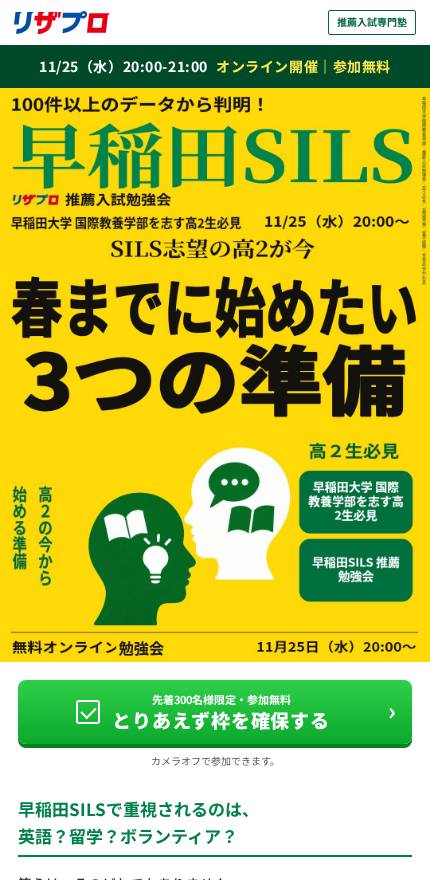 リザプロ
推薦入試専門塾
11/25（水）20:00-21:00 オンライン開催｜参加無料
100件以上のデータから判明！
早稲田SILS
リザプロ 推薦入試勉強会
早稲田大学 国際教養学部を志す高2生必見 11/25（水）20:00〜
SILS志望の高2が今
春までに始めたい
3つの準備
高２生必見
早稲田大学 国際
教養学部を志す高
2生必見
早稲田SILS 推薦
勉強会
高2の今から
始める準備
無料オンライン勉強会 11月25日（水）20:00〜
先着300名様限定・参加無料
とりあえず枠を確保する
カメラオフで参加できます。
早稲田SILSで重視されるのは、
英語？留学？ボランティア？